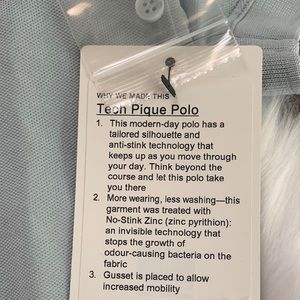 WHY WE MADE THIS
Tech Pique Polo
1. This modern-day polo has a
tailored silhouette and
anti-stink technology that
keeps up as you move through
your day. Think beyond the
course and let this polo take
you there
2. More wearing, less washing—this
garment was treated with
No-Stink Zinc (zinc pyrithion):
an invisible technology that
stops the growth of
odour-causing bacteria on the
fabric
3. Gusset is placed to allow
increased mobility